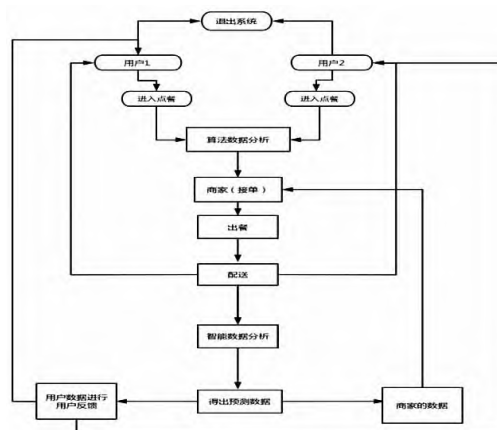 退出系统
用户1
用户2
进入点餐
进入点餐
算法数据分析
商家（接单）
出餐
配送
智能数据分析
用户数据进行
用户反馈
得出预测数据
商家的数据